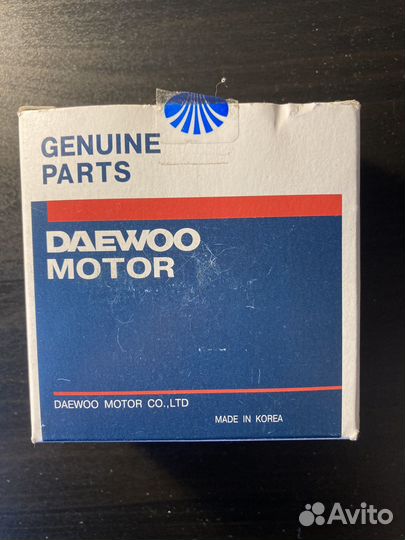 GENUINE
PARTS
DAEWOO
MOTOR
DAEWOO MOTOR CO.,LTD
MADE IN KOREA
Avito